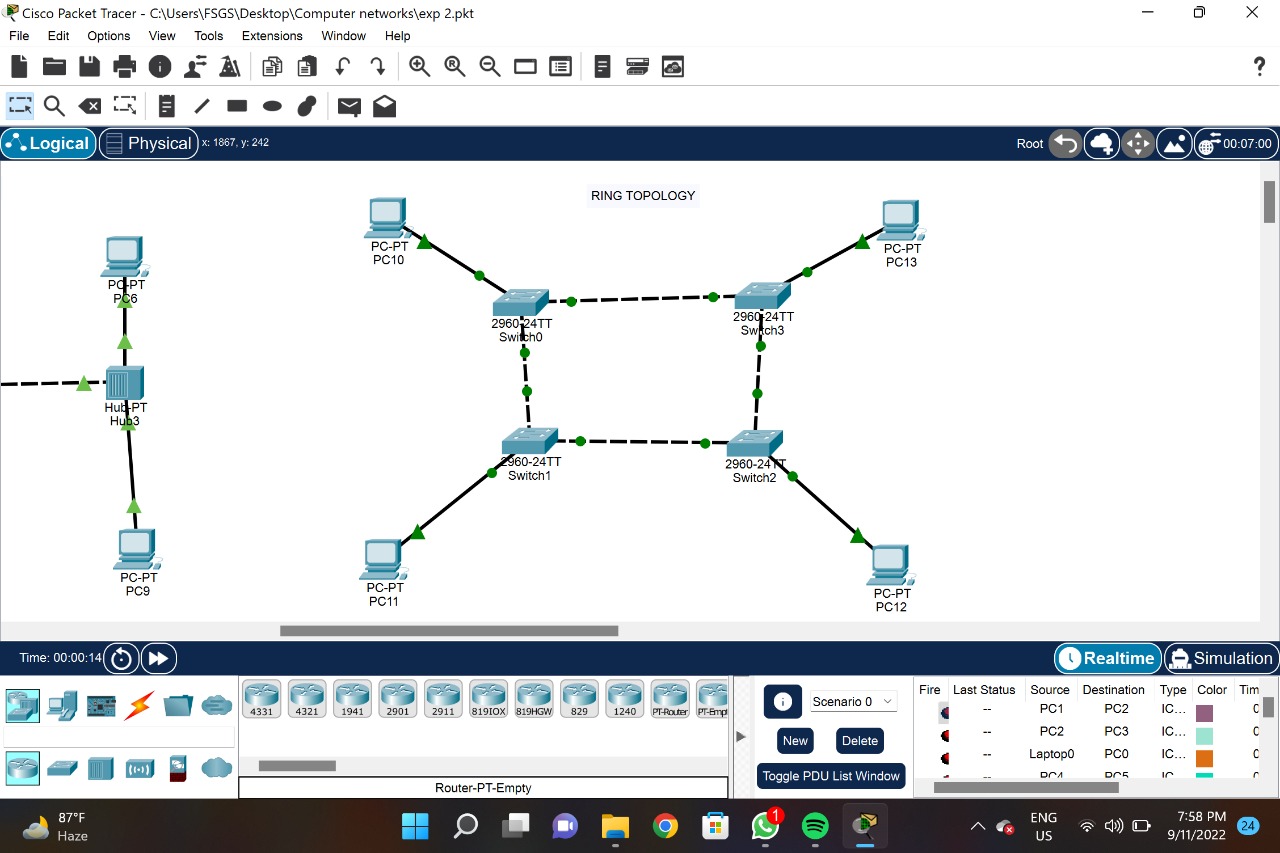 Cisco Packet Tracer - C:\Users\FSGS\Desktop\Computer networks\exp 2.pkt
File Edit Options View Tools Extensions Window Help
Logical Physical x: 1867, y: 242 Root 00:07:00
RING TOPOLOGY
PC-PT
PC10
PC-PT
PC13
PC-PT
PC6
2960-24TT
Switch0
2960-24TT
Switch3
Hub-PT
Hub3
2960-24TT
Switch1
2960-24TT
Switch2
PC-PT
PC9
PC-PT
PC11
PC-PT
PC12
Time: 00:00:14 Realtime Simulation
4331 4321 1941 2901 2911 819IOX 819HGW 829 1240 PT-Router PT-Empt
Router-PT-Empty
Scenario 0
New Delete
Toggle PDU List Window
Fire Last Status Source Destination Type Color Tim
-- PC1 PC2 IC... 0
-- PC2 PC3 IC... 0
-- Laptop0 PC0 IC... 0
-- PC4 PC5 IC...
87°F
Haze
1
ENG
US
7:58 PM
9/11/2022
24